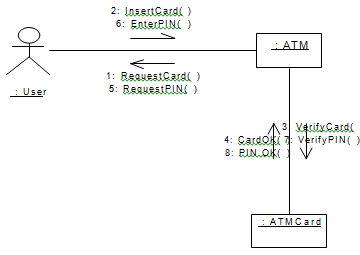 2: InsertCard( )
6: EnterPIN( )
: ATM
1: RequestCard( )
5: RequestPIN( )
: User
3: VerifyCard(
4: CardOK( ) 7: VerifyPIN( )
8: PIN OK( )
: ATMCard